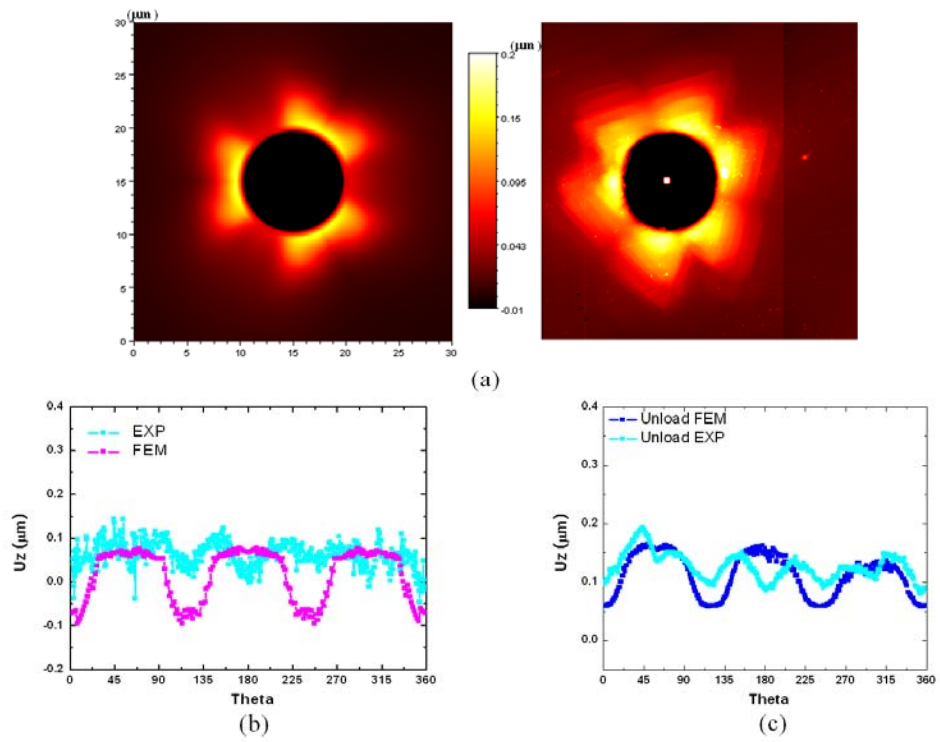 (μm)
30
25
20
15
10
5
0
0 5 10 15 20 25 30
(μm)
0.2
0.15
0.095
0.043
-0.01
(a)
0.4
0.3
0.2
0.1
0.0
-0.1
-0.2
Uz (μm)
EXP
FEM
0 45 90 135 180 225 270 315 360
Theta
(b)
0.4
0.3
0.2
0.1
0.0
Uz (μm)
Unload FEM
Unload EXP
0 45 90 135 180 225 270 315 360
Theta
(c)